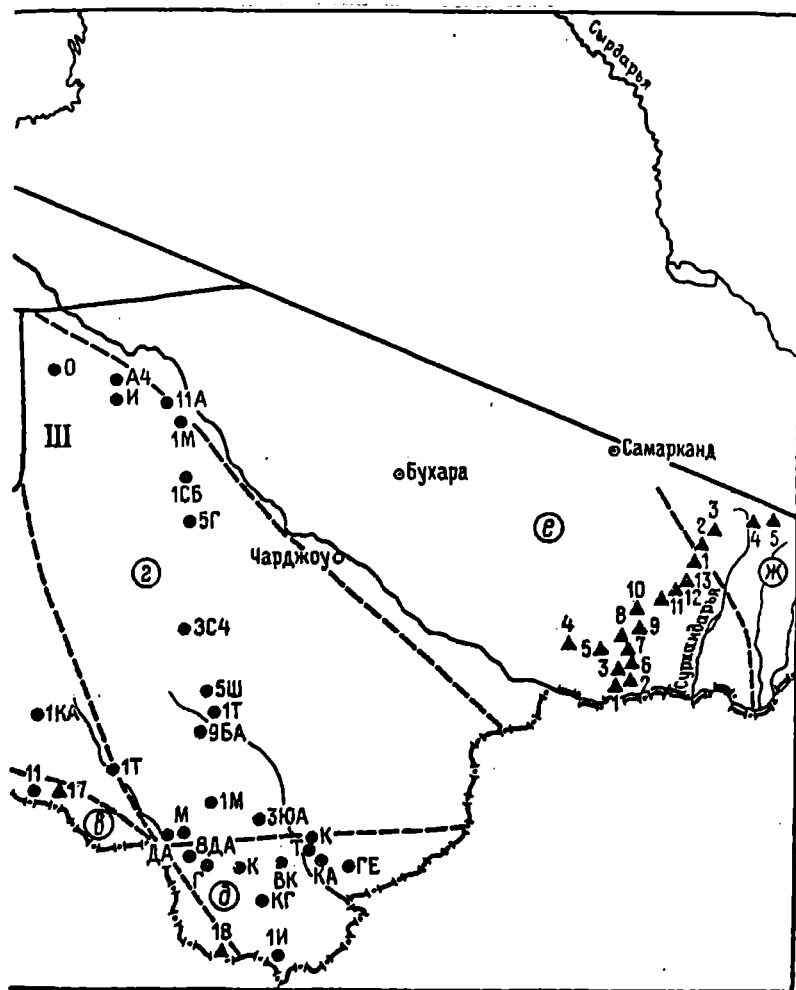 Сырдарья
О
А4
И
11А
1М
III
Самарканд
Бухара
1СБ
5Г
е
3
2
4
5
Чарджоу
1
ж
г
13
12
11
10
Сурхандарья
3С4
8
9
4
5
7
6
3
2
1
5Ш
1Т
9БА
1КА
1Т
11
17
1М
в
М
3ЮА
К
ДА
8ДА
Т
Г
К
ВК
КА
ГЕ
д
КГ
18
1И